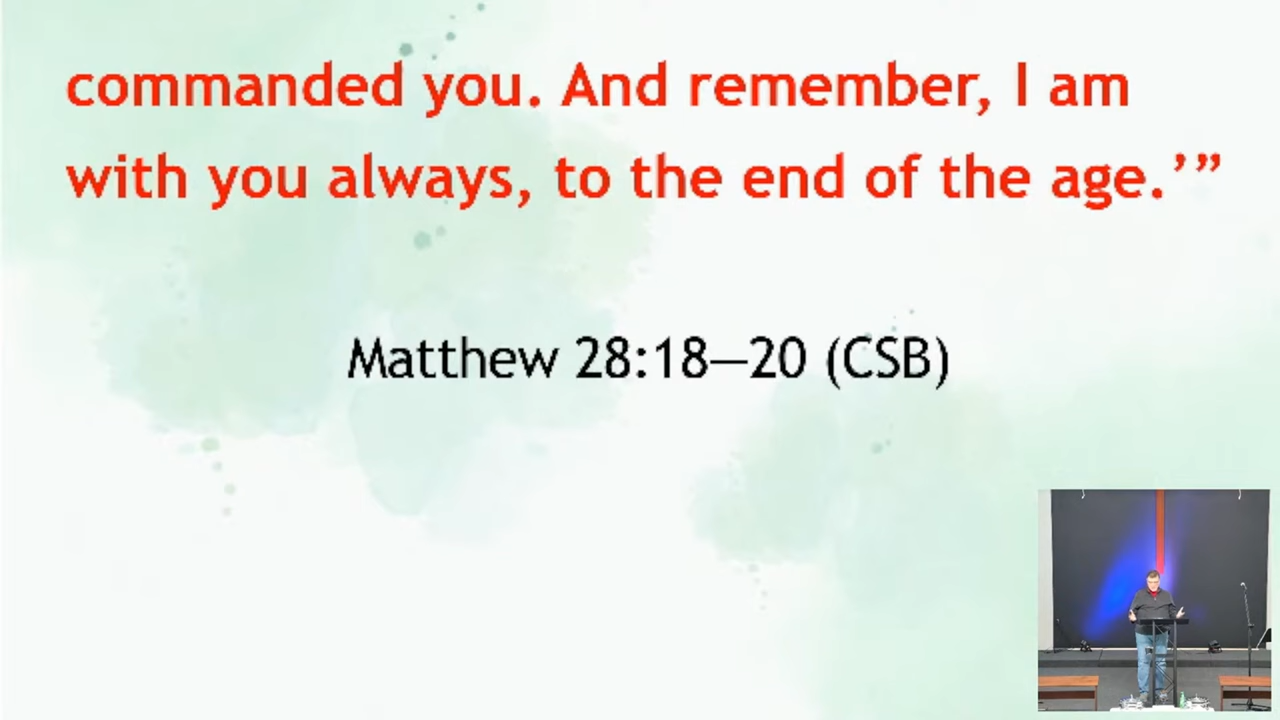 commanded you. And remember, I am
with you always, to the end of the age.’”
Matthew 28:18—20 (CSB)